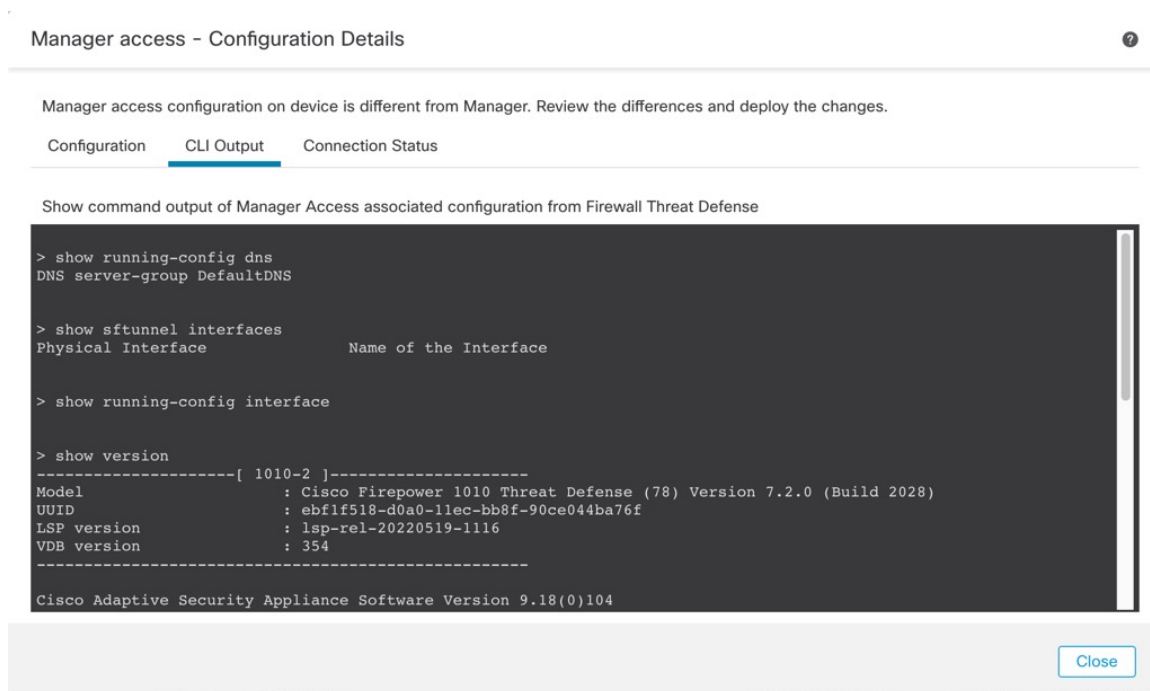 Manager access - Configuration Details
?
Manager access configuration on device is different from Manager. Review the differences and deploy the changes.
Configuration CLI Output Connection Status
Show command output of Manager Access associated configuration from Firewall Threat Defense
> show running-config dns
DNS server-group DefaultDNS
> show sftunnel interfaces
Physical Interface Name of the Interface
> show running-config interface
> show version
---------------------[ 1010-2 ]---------------------
Model : Cisco Firepower 1010 Threat Defense (78) Version 7.2.0 (Build 2028)
UUID : ebf1f518-d0a0-11ec-bb8f-90ce044ba76f
LSP version : lsp-rel-20220519-1116
VDB version : 354
----------------------------------------------------
Cisco Adaptive Security Appliance Software Version 9.18(0)104
Close